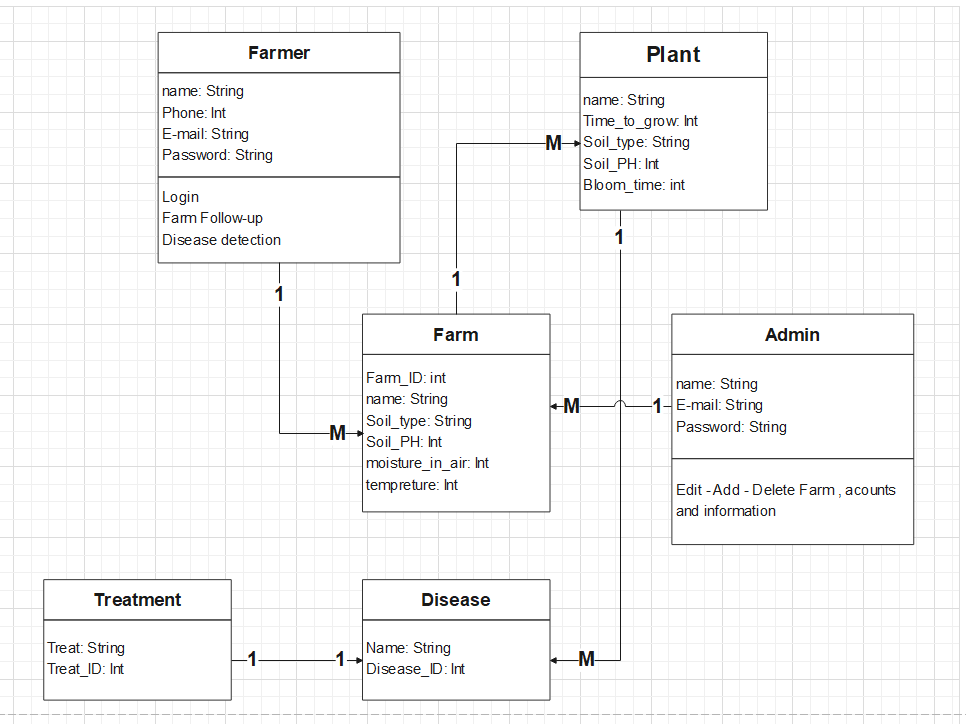 Farmer
name: String
Phone: Int
E-mail: String
Password: String
Login
Farm Follow-up
Disease detection
Plant
name: String
Time_to_grow: Int
Soil_type: String
Soil_PH: Int
Bloom_time: int
M
1
1
1
M
Farm
Farm_ID: int
name: String
Soil_type: String
Soil_PH: Int
moisture_in_air: Int
tempreture: Int
M
1
Admin
name: String
E-mail: String
Password: String
Edit - Add - Delete Farm , acounts
and information
Treatment
Treat: String
Treat_ID: Int
1
1
Disease
Name: String
Disease_ID: Int
M